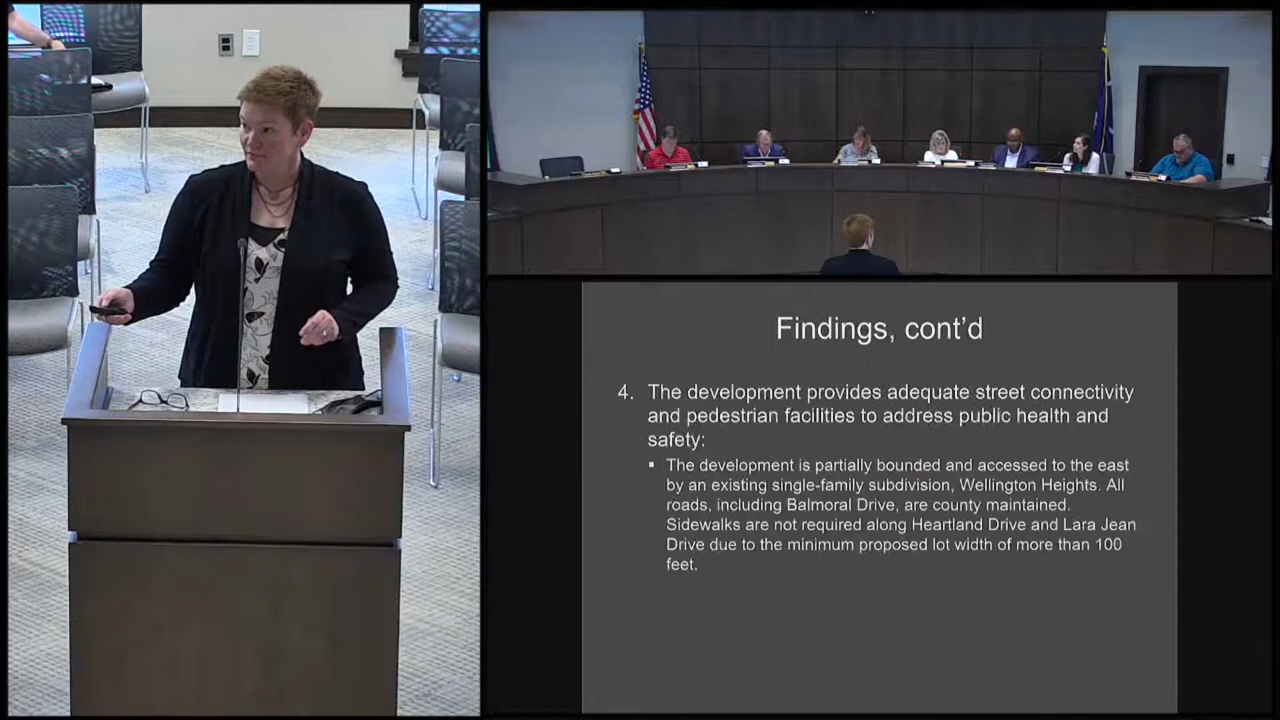 Findings, cont'd
4. The development provides adequate street connectivity
and pedestrian facilities to address public health and
safety:
▪ The development is partially bounded and accessed to the east
by an existing single-family subdivision, Wellington Heights. All
roads, including Balmoral Drive, are county maintained.
Sidewalks are not required along Heartland Drive and Lara Jean
Drive due to the minimum proposed lot width of more than 100
feet.